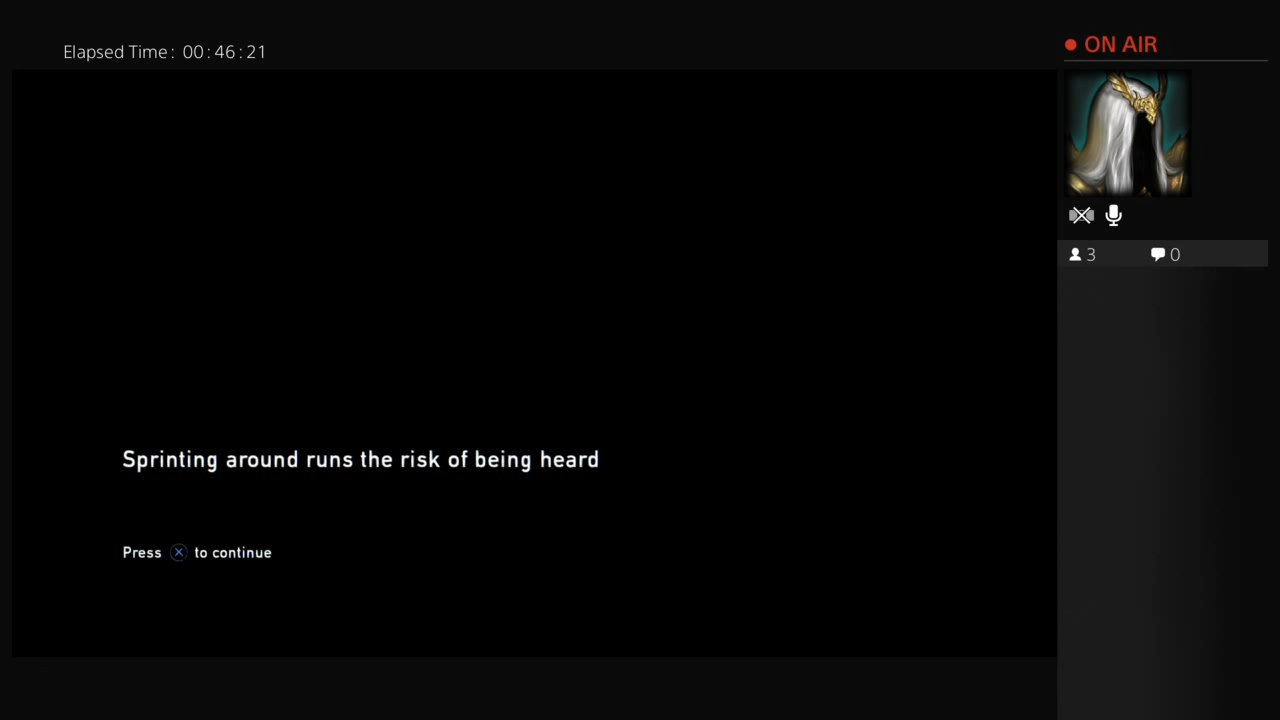 Elapsed Time: 00:46:21
ON AIR
3 0
Sprinting around runs the risk of being heard
Press to continue